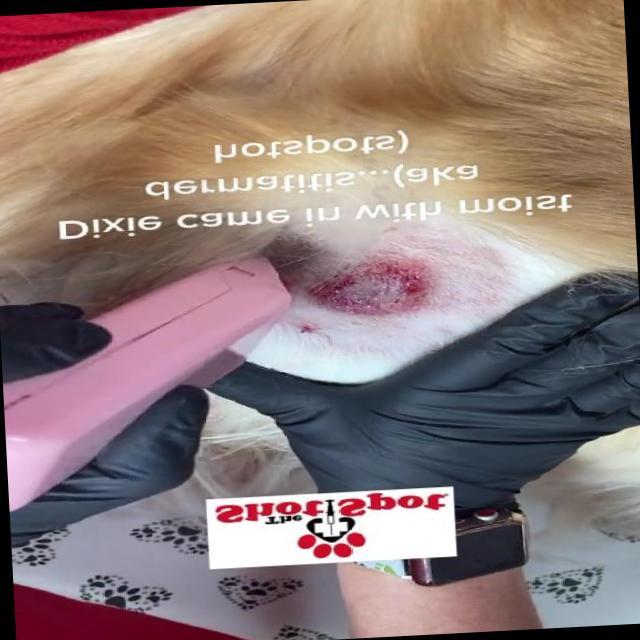 Dixie came in with moist
dermatitis...(aka
hotspots)
The
Shot Spot